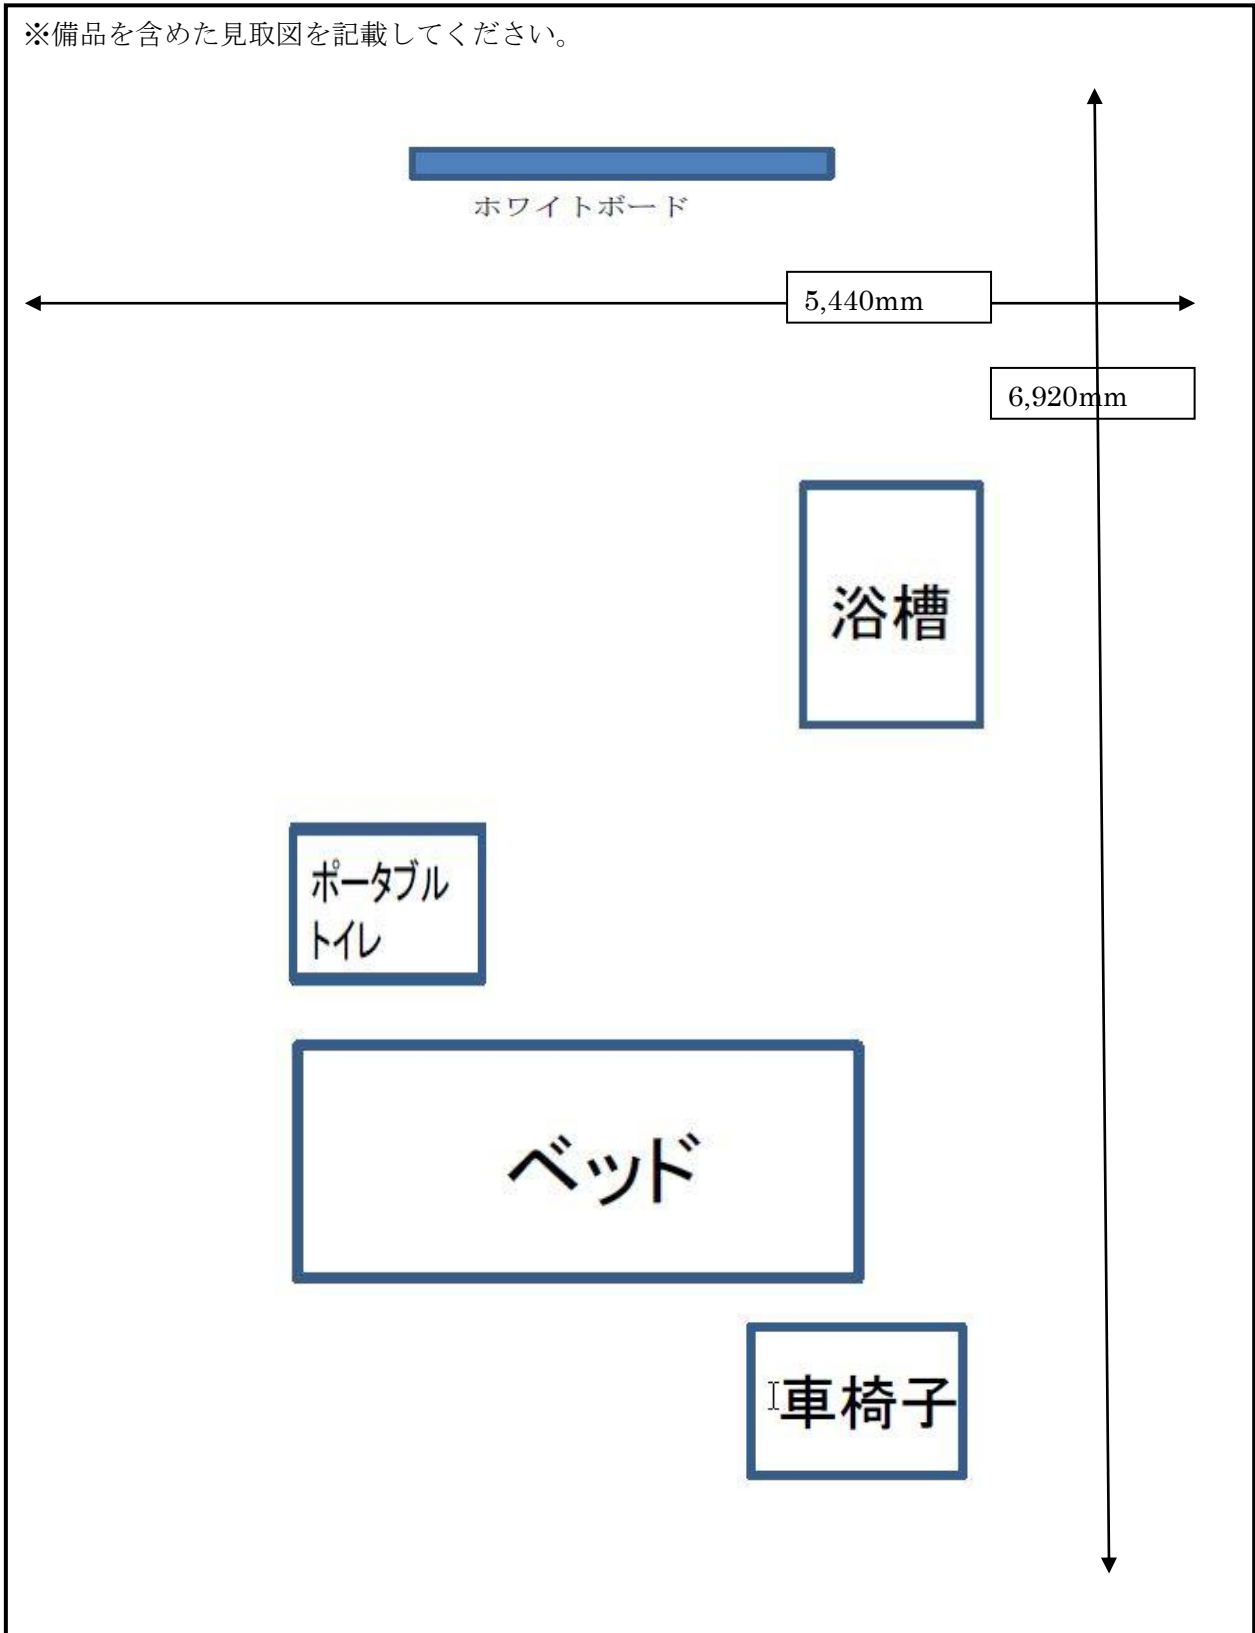 ※備品を含めた見取図を記載してください。
ホワイトボード
5,440mm
6,920mm
浴槽
ポータブル
トイレ
ベッド
車椅子